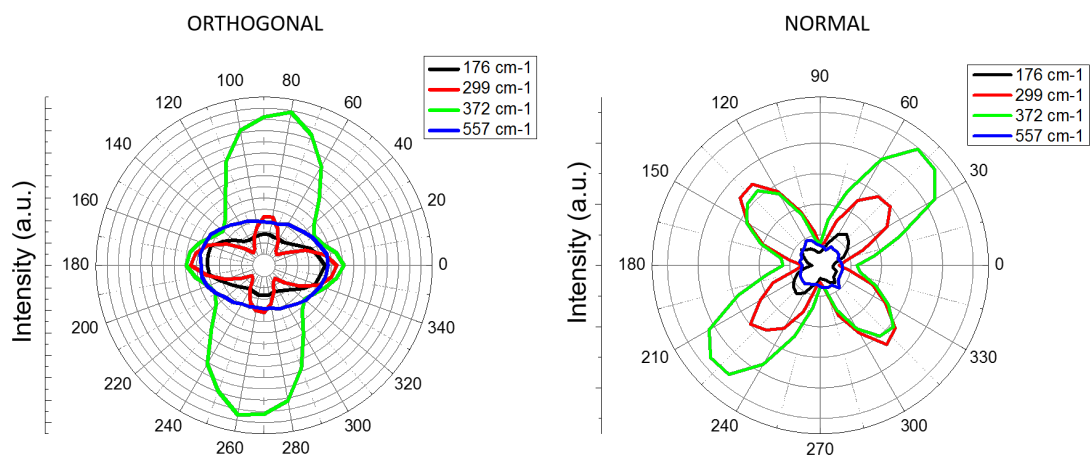 ORTHOGONAL
176 cm-1
299 cm-1
372 cm-1
557 cm-1
Intensity (a.u.)
0
20
40
60
80
100
120
140
160
180
200
220
240
260
280
300
320
340
NORMAL
176 cm-1
299 cm-1
372 cm-1
557 cm-1
Intensity (a.u.)
0
30
60
90
120
150
180
210
240
270
300
330